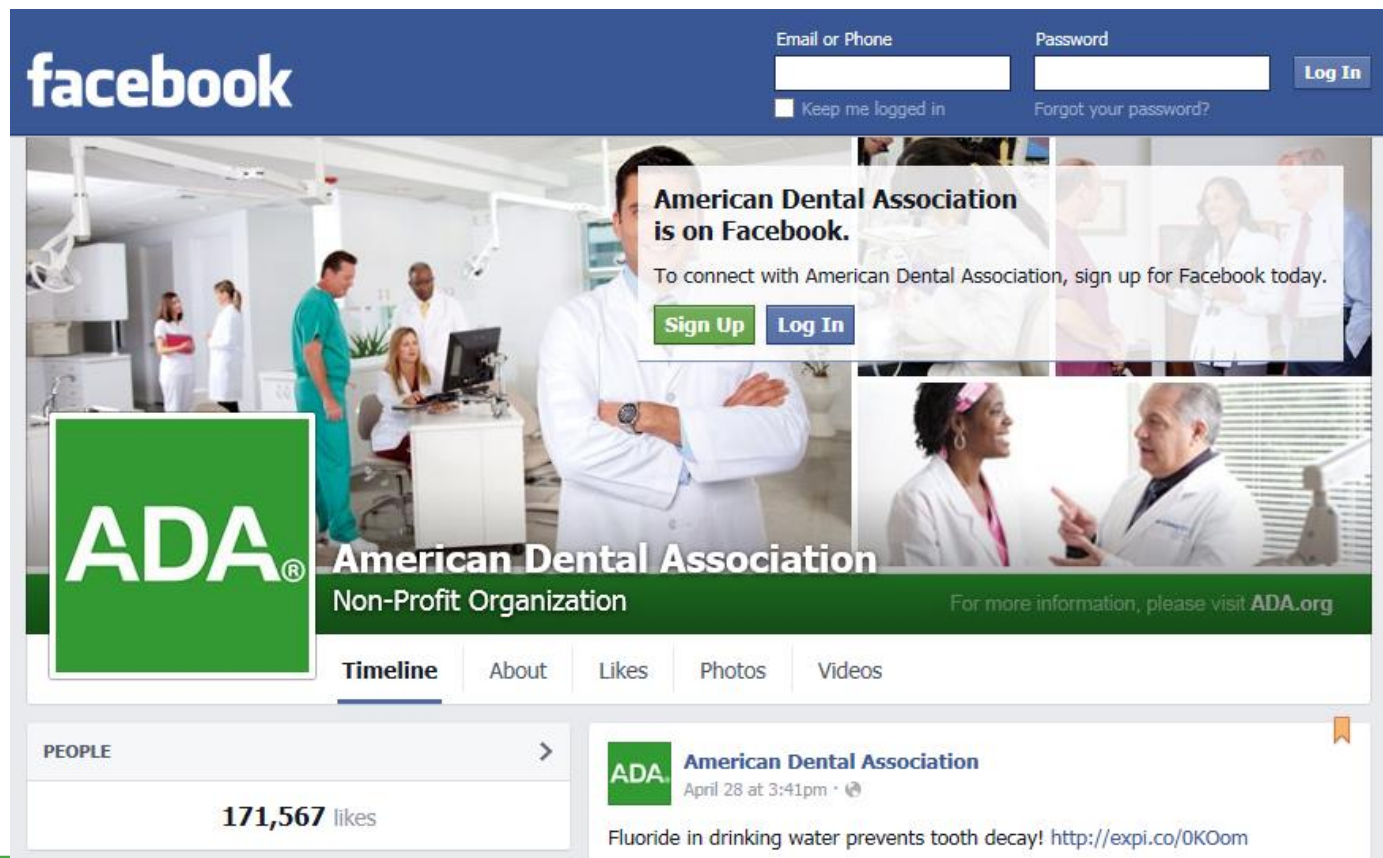 facebook
Email or Phone
Password
Log In
Keep me logged in
Forgot your password?
American Dental Association
is on Facebook.
To connect with American Dental Association, sign up for Facebook today.
Sign Up
Log In
ADA®
American Dental Association
Non-Profit Organization
For more information, please visit ADA.org
Timeline
About
Likes
Photos
Videos
PEOPLE
171,567 likes
ADA.
American Dental Association
April 28 at 3:41pm ·
Fluoride in drinking water prevents tooth decay! http://expi.co/0KOom